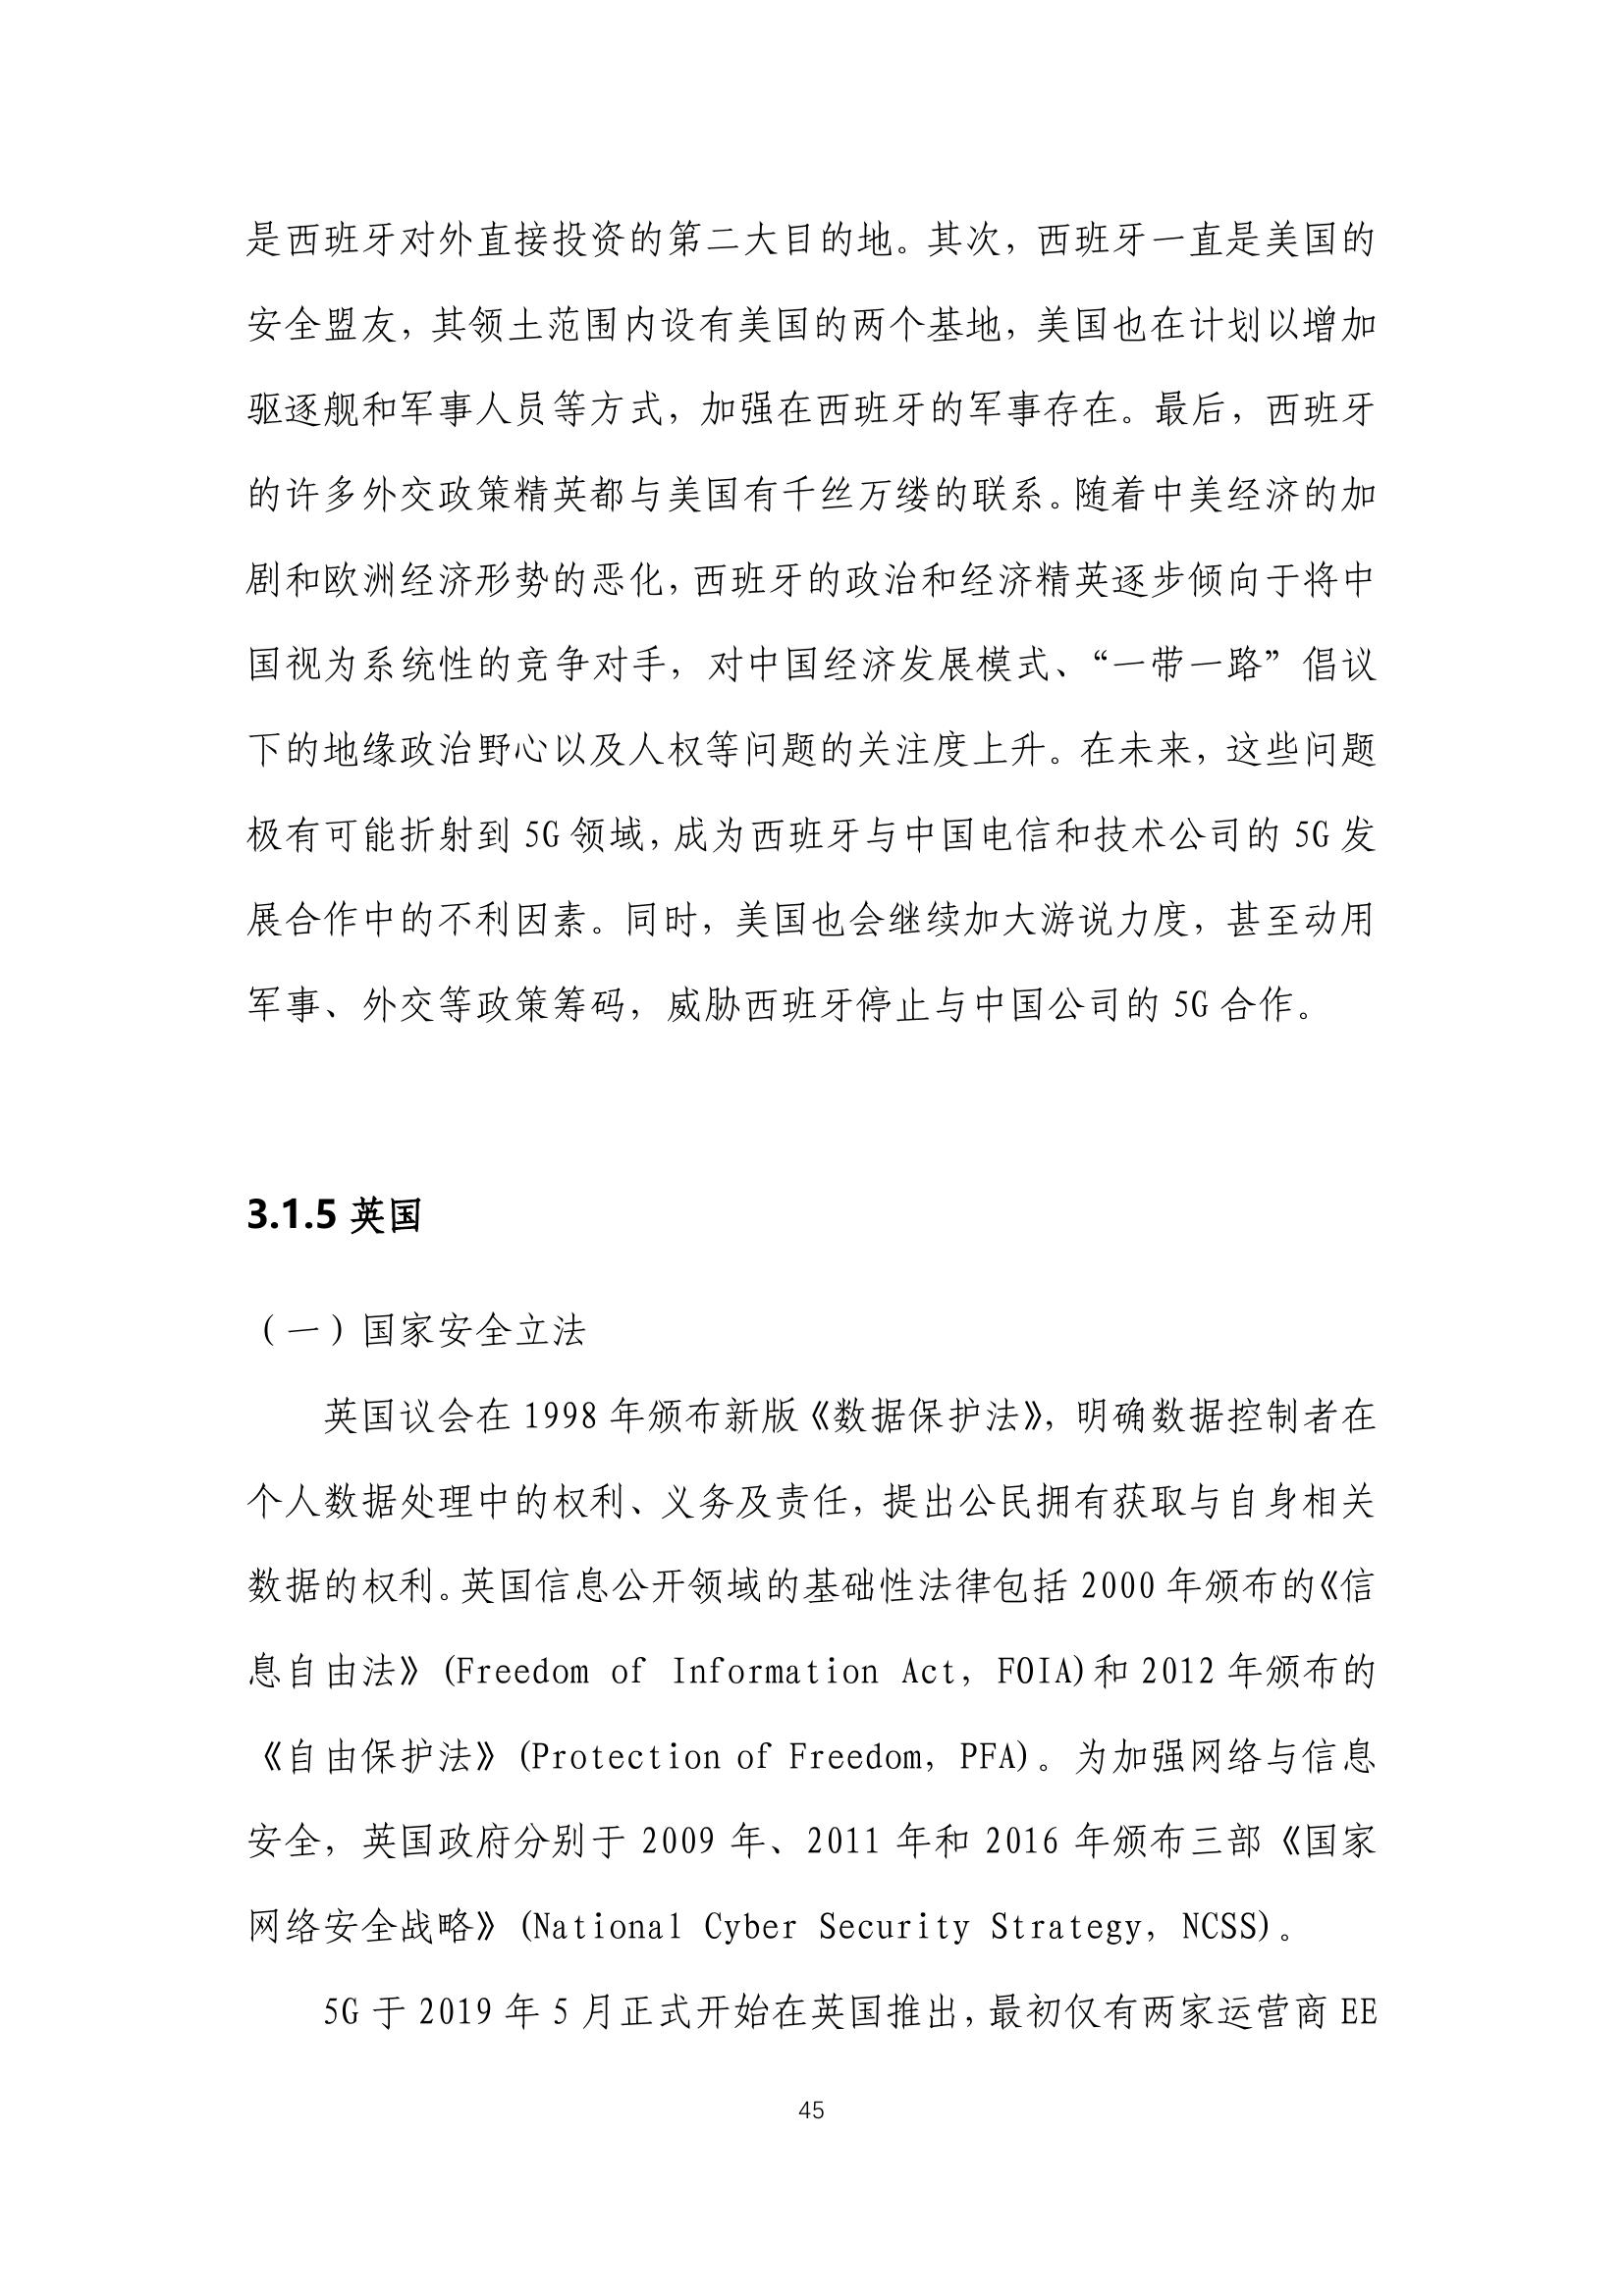 是西班牙对外直接投资的第二大目的地。其次，西班牙一直是美国的
安全盟友，其领土范围内设有美国的两个基地，美国也在计划以增加
驱逐舰和军事人员等方式，加强在西班牙的军事存在。最后，西班牙
的许多外交政策精英都与美国有千丝万缕的联系。随着中美经济的加
剧和欧洲经济形势的恶化，西班牙的政治和经济精英逐步倾向于将中
国视为系统性的竞争对手，对中国经济发展模式、“一带一路”倡议
下的地缘政治野心以及人权等问题的关注度上升。在未来，这些问题
极有可能折射到 5G 领域，成为西班牙与中国电信和技术公司的 5G 发
展合作中的不利因素。同时，美国也会继续加大游说力度，甚至动用
军事、外交等政策筹码，威胁西班牙停止与中国公司的 5G 合作。
3.1.5 英国
（一）国家安全立法
英国议会在 1998 年颁布新版《数据保护法》，明确数据控制者在
个人数据处理中的权利、义务及责任，提出公民拥有获取与自身相关
数据的权利。英国信息公开领域的基础性法律包括 2000 年颁布的《信
息自由法》(Freedom of Information Act, FOIA)和 2012 年颁布的
《自由保护法》(Protection of Freedom, PFA)。为加强网络与信息
安全，英国政府分别于 2009 年、2011 年和 2016 年颁布三部《国家
网络安全战略》(National Cyber Security Strategy, NCSS)。
5G 于 2019 年 5 月正式开始在英国推出，最初仅有两家运营商 EE
45